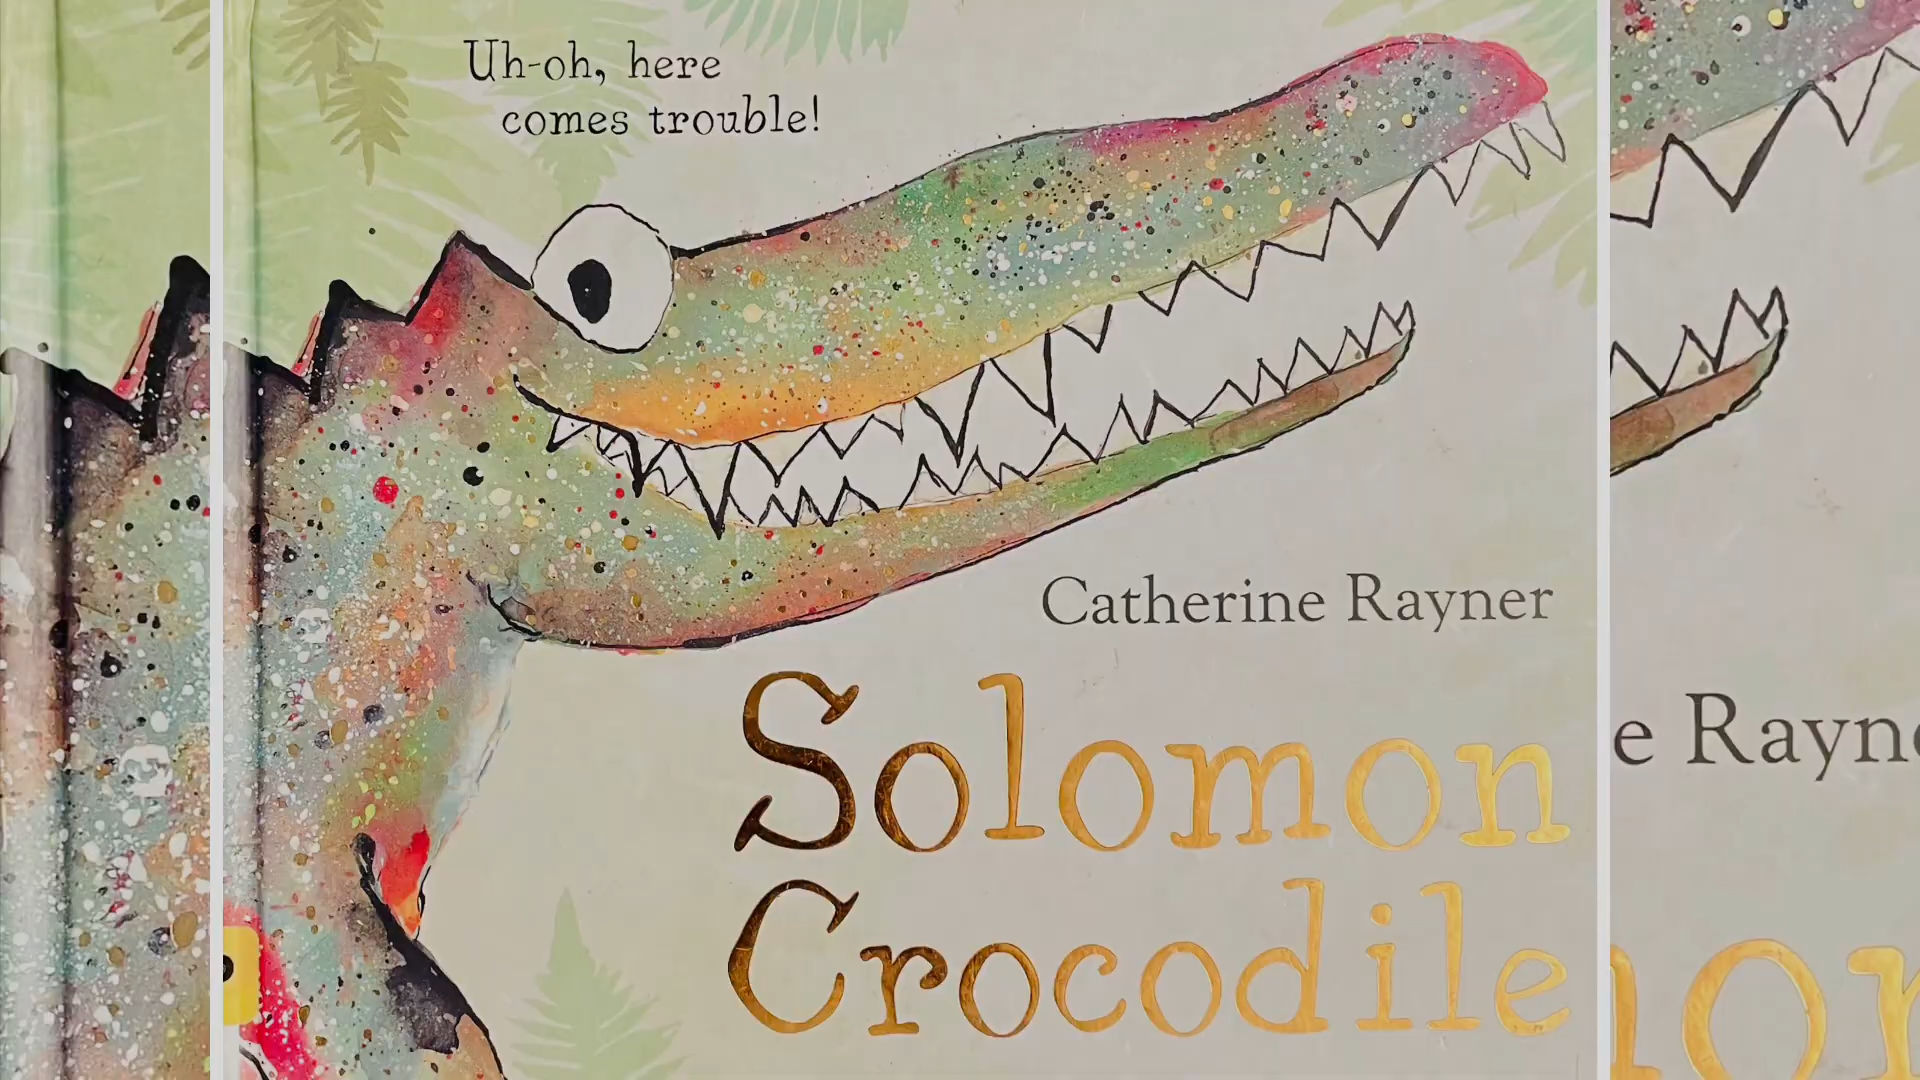 Uh-oh, here
comes trouble!
Catherine Rayner
Solomon
Crocodile
e Rayn